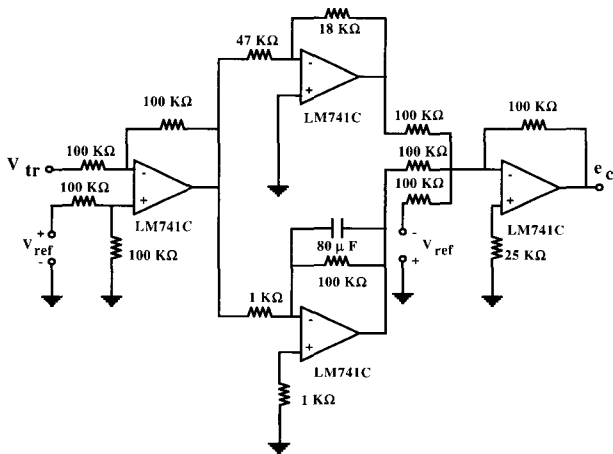 18 KΩ
47 KΩ
-
+
LM741C
100 KΩ
100 KΩ
100 KΩ
V tr
100 KΩ
-
+
LM741C
100 KΩ
100 KΩ
100 KΩ
-
+
LM741C
e c
100 KΩ
+
V ref
-
100 KΩ
80 μ F
100 KΩ
-
V ref
+
25 KΩ
1 KΩ
-
+
LM741C
1 KΩ